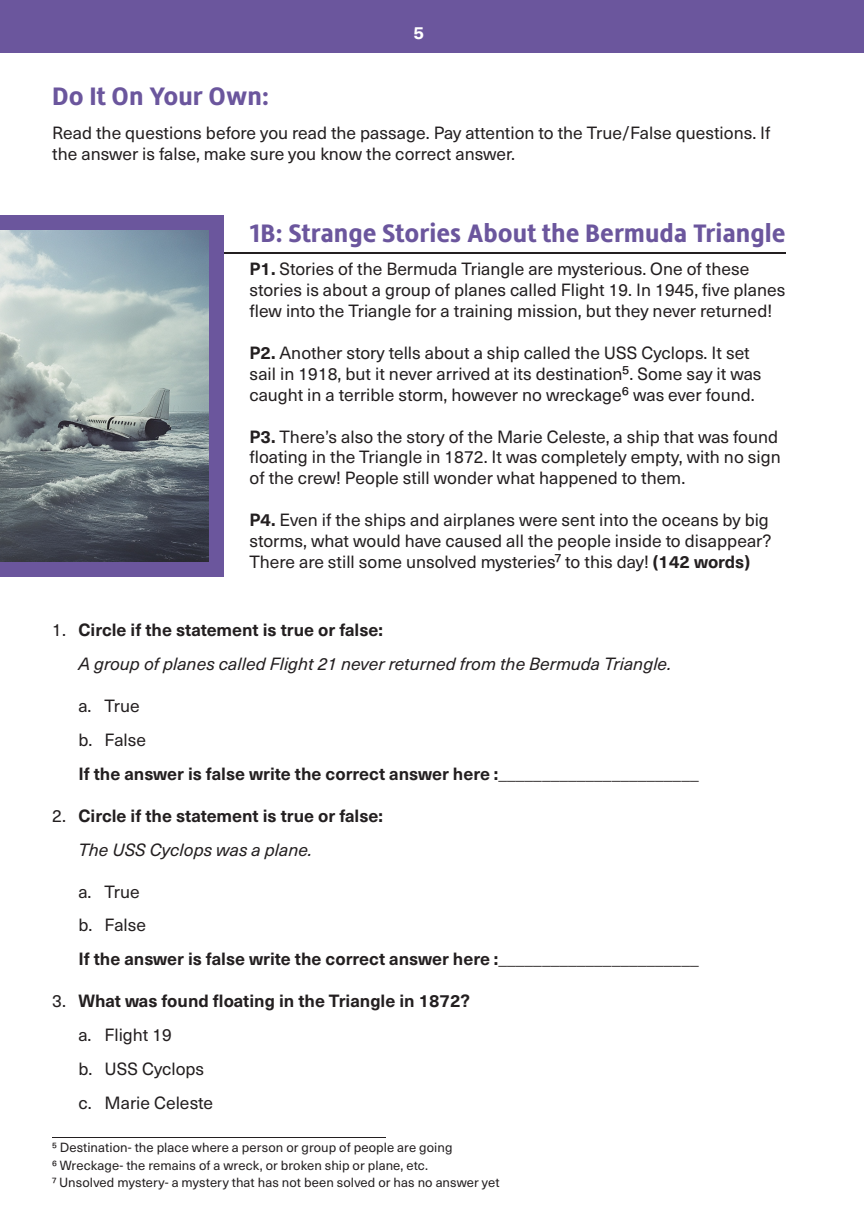 5
Do It On Your Own:
Read the questions before you read the passage. Pay attention to the True/False questions. If
the answer is false, make sure you know the correct answer.
1B: Strange Stories About the Bermuda Triangle
P1. Stories of the Bermuda Triangle are mysterious. One of these
stories is about a group of planes called Flight 19. In 1945, five planes
flew into the Triangle for a training mission, but they never returned!
P2. Another story tells about a ship called the USS Cyclops. It set
sail in 1918, but it never arrived at its destination⁵. Some say it was
caught in a terrible storm, however no wreckage⁶ was ever found.
P3. There’s also the story of the Marie Celeste, a ship that was found
floating in the Triangle in 1872. It was completely empty, with no sign
of the crew! People still wonder what happened to them.
P4. Even if the ships and airplanes were sent into the oceans by big
storms, what would have caused all the people inside to disappear?
There are still some unsolved mysteries⁷ to this day! (142 words)
1. Circle if the statement is true or false:
A group of planes called Flight 21 never returned from the Bermuda Triangle.
a. True
b. False
If the answer is false write the correct answer here :______________________
2. Circle if the statement is true or false:
The USS Cyclops was a plane.
a. True
b. False
If the answer is false write the correct answer here :______________________
3. What was found floating in the Triangle in 1872?
a. Flight 19
b. USS Cyclops
c. Marie Celeste
⁵ Destination- the place where a person or group of people are going
⁶ Wreckage- the remains of a wreck, or broken ship or plane, etc.
⁷ Unsolved mystery- a mystery that has not been solved or has no answer yet